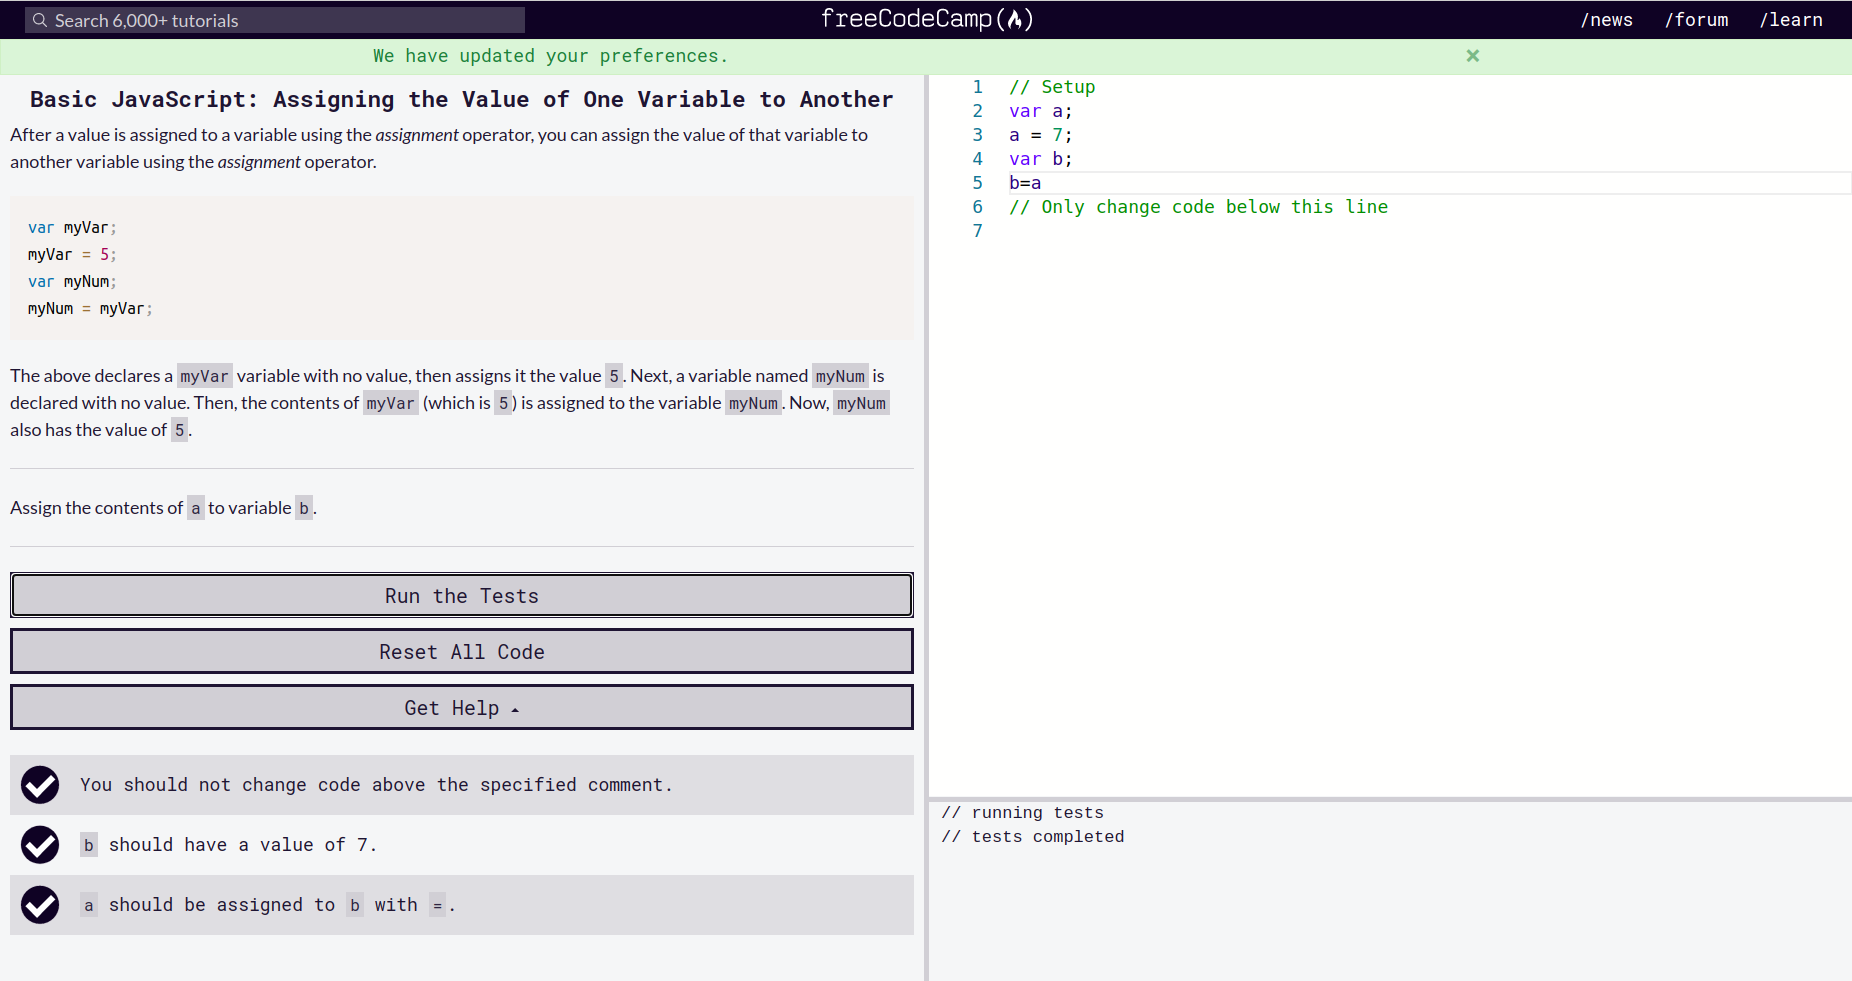 Search 6,000+ tutorials
freeCodeCamp(🔥)
/news /forum /learn
We have updated your preferences. ×
Basic JavaScript: Assigning the Value of One Variable to Another
After a value is assigned to a variable using the assignment operator, you can assign the value of that variable to
another variable using the assignment operator.
var myVar;
myVar = 5;
var myNum;
myNum = myVar;
The above declares a myVar variable with no value, then assigns it the value 5. Next, a variable named myNum is
declared with no value. Then, the contents of myVar (which is 5) is assigned to the variable myNum. Now, myNum
also has the value of 5.
Assign the contents of a to variable b.
Run the Tests
Reset All Code
Get Help
You should not change code above the specified comment.
b should have a value of 7.
a should be assigned to b with =.
1 // Setup
2 var a;
3 a = 7;
4 var b;
5 b=a
6 // Only change code below this line
7
// running tests
// tests completed